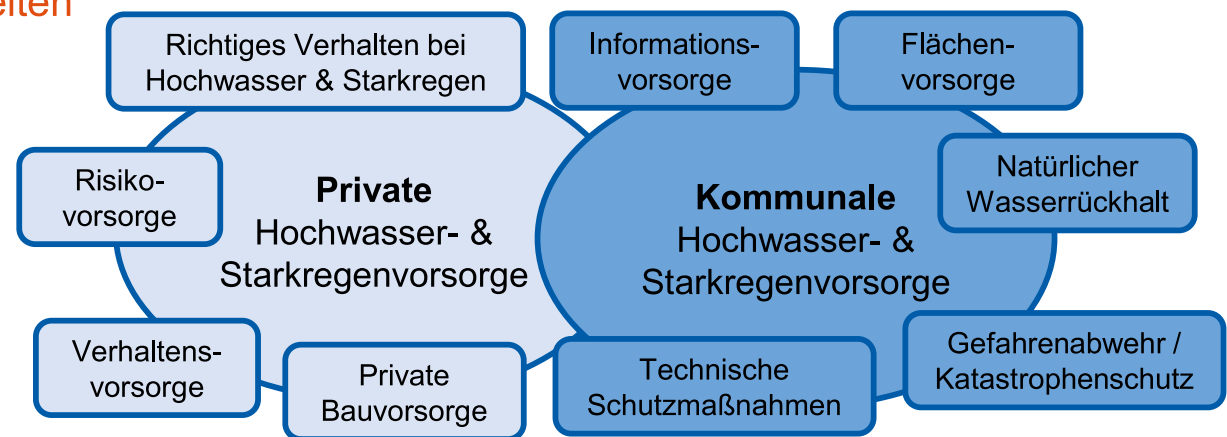 Richtiges Verhalten bei
Hochwasser & Starkregen
Informations-
vorsorge
Flächen-
vorsorge
Risiko-
vorsorge
Private
Hochwasser- &
Starkregenvorsorge
Kommunale
Hochwasser- &
Starkregenvorsorge
Natürlicher
Wasserrückhalt
Verhaltens-
vorsorge
Private
Bauvorsorge
Technische
Schutzmaßnahmen
Gefahrenabwehr /
Katastrophenschutz